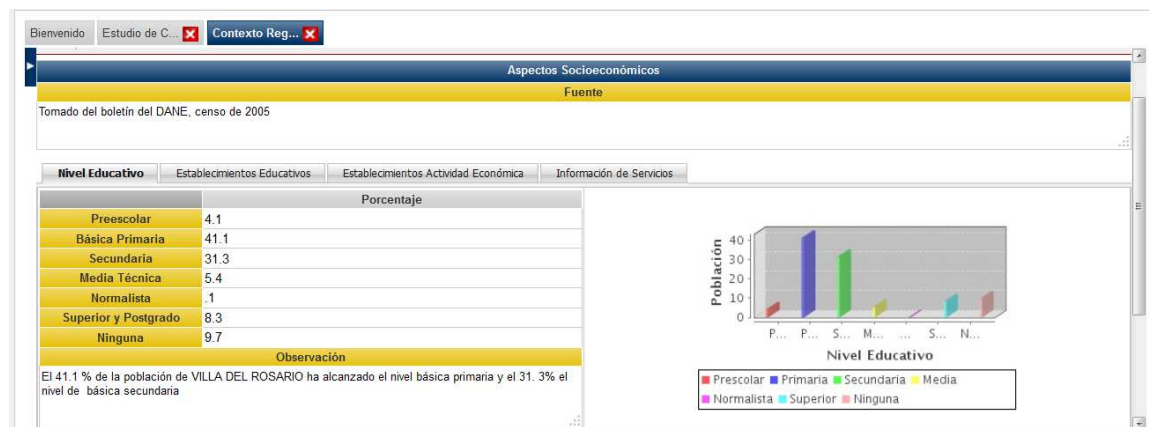 Bienvenido Estudio de C... Contexto Reg...
Aspectos Socioeconómicos
Fuente
Tomado del boletín del DANE, censo de 2005
Nivel Educativo Establecimientos Educativos Establecimientos Actividad Económica Información de Servicios
Porcentaje
Preescolar 4.1
Básica Primaria 41.1
Secundaria 31.3
Media Técnica 5.4
Normalista .1
Superior y Postgrado 8.3
Ninguna 9.7
Observación
El 41.1 % de la población de VILLA DEL ROSARIO ha alcanzado el nivel básica primaria y el 31. 3% el
nivel de básica secundaria
Población
40
30
20
10
0
P... P... S... M... ... S... N...
Nivel Educativo
Prescolar Primaria Secundaria Media
Normalista Superior Ninguna